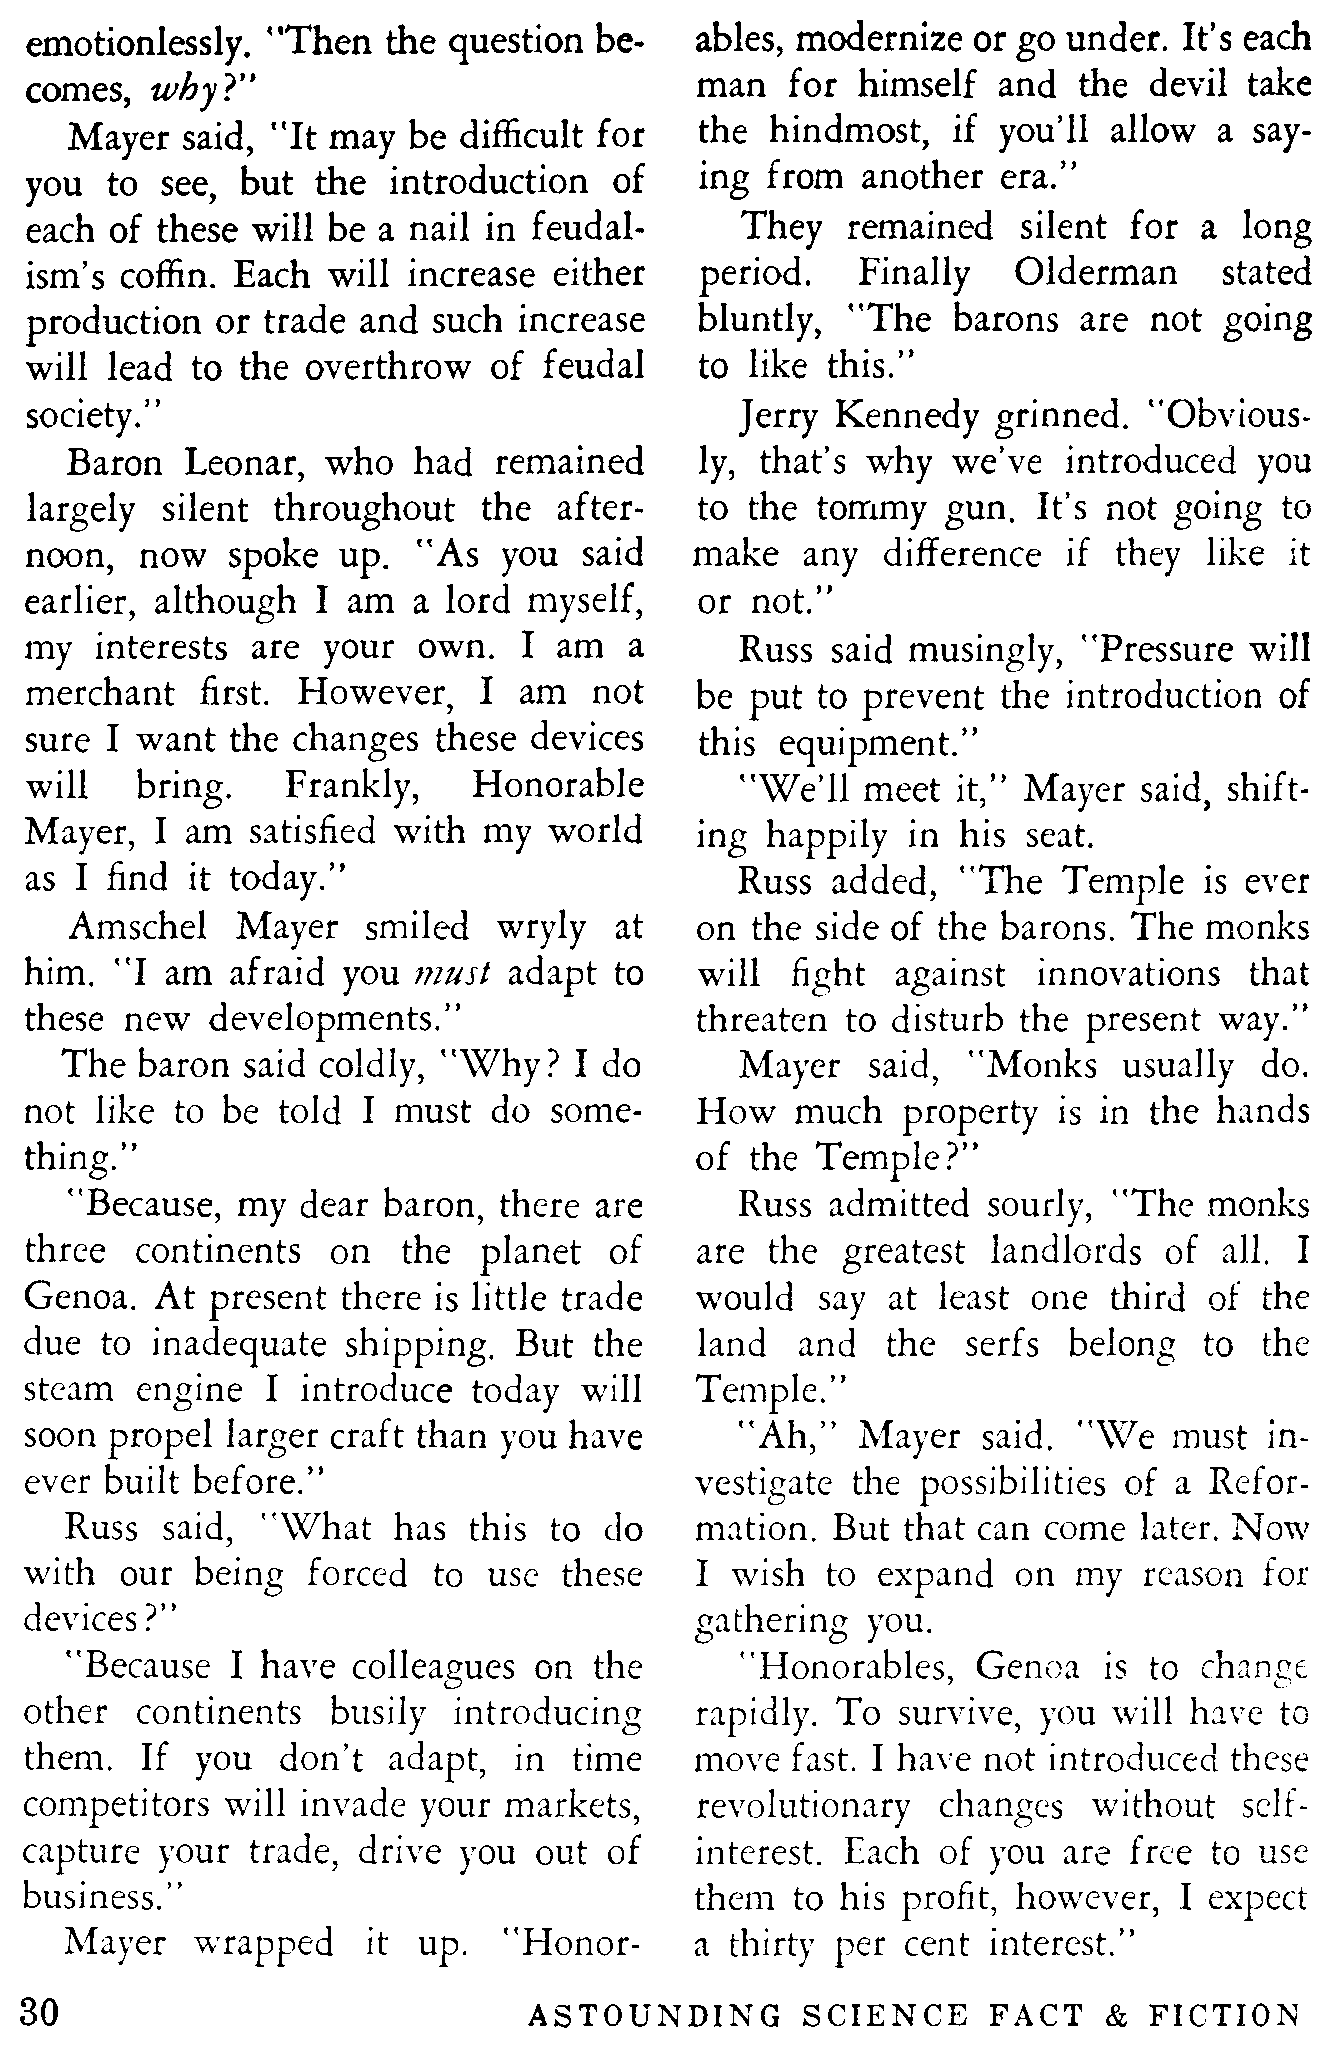 emotionlessly. "Then the question be-
comes, why?"
Mayer said, "It may be difficult for
you to see, but the introduction of
each of these will be a nail in feudal-
ism's coffin. Each will increase either
production or trade and such increase
will lead to the overthrow of feudal
society."
Baron Leonar, who had remained
largely silent throughout the after-
noon, now spoke up. "As you said
earlier, although I am a lord myself,
my interests are your own. I am a
merchant first. However, I am not
sure I want the changes these devices
will bring. Frankly, Honorable
Mayer, I am satisfied with my world
as I find it today."
Amschel Mayer smiled wryly at
him. "I am afraid you must adapt to
these new developments."
The baron said coldly, "Why? I do
not like to be told I must do some-
thing."
"Because, my dear baron, there are
three continents on the planet of
Genoa. At present there is little trade
due to inadequate shipping. But the
steam engine I introduce today will
soon propel larger craft than you have
ever built before."
Russ said, "What has this to do
with our being forced to use these
devices?"
"Because I have colleagues on the
other continents busily introducing
them. If you don't adapt, in time
competitors will invade your markets,
capture your trade, drive you out of
business."
Mayer wrapped it up. "Honor-
ables, modernize or go under. It's each
man for himself and the devil take
the hindmost, if you'll allow a say-
ing from another era."
They remained silent for a long
period. Finally Olderman stated
bluntly, "The barons are not going
to like this."
Jerry Kennedy grinned. "Obvious-
ly, that's why we've introduced you
to the tommy gun. It's not going to
make any difference if they like it
or not."
Russ said musingly, "Pressure will
be put to prevent the introduction of
this equipment."
"We'll meet it," Mayer said, shift-
ing happily in his seat.
Russ added, "The Temple is ever
on the side of the barons. The monks
will fight against innovations that
threaten to disturb the present way."
Mayer said, "Monks usually do.
How much property is in the hands
of the Temple?"
Russ admitted sourly, "The monks
are the greatest landlords of all. I
would say at least one third of the
land and the serfs belong to the
Temple."
"Ah," Mayer said. "We must in-
vestigate the possibilities of a Refor-
mation. But that can come later. Now
I wish to expand on my reason for
gathering you.
"Honorables, Genoa is to change
rapidly. To survive, you will have to
move fast. I have not introduced these
revolutionary changes without self-
interest. Each of you are free to use
them to his profit, however, I expect
a thirty per cent interest."
30 ASTOUNDING SCIENCE FACT & FICTION